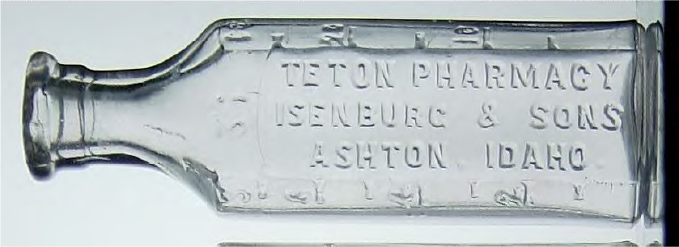 TETON PHARMACY
ISENBURG & SONS
ASHTON. IDAHO.